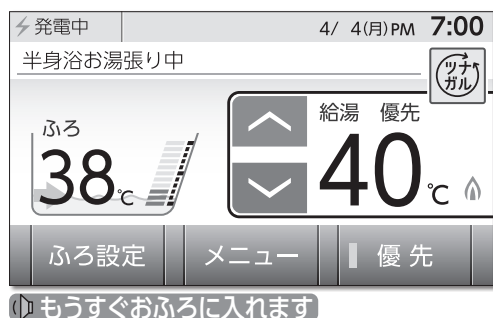 発電中 4/ 4(月)PM 7:00
半身浴お湯張り中
ツナ
ガル
ふろ
38℃
給湯 優先
40℃
ふろ設定 メニュー 優先
もうすぐおふろに入れます